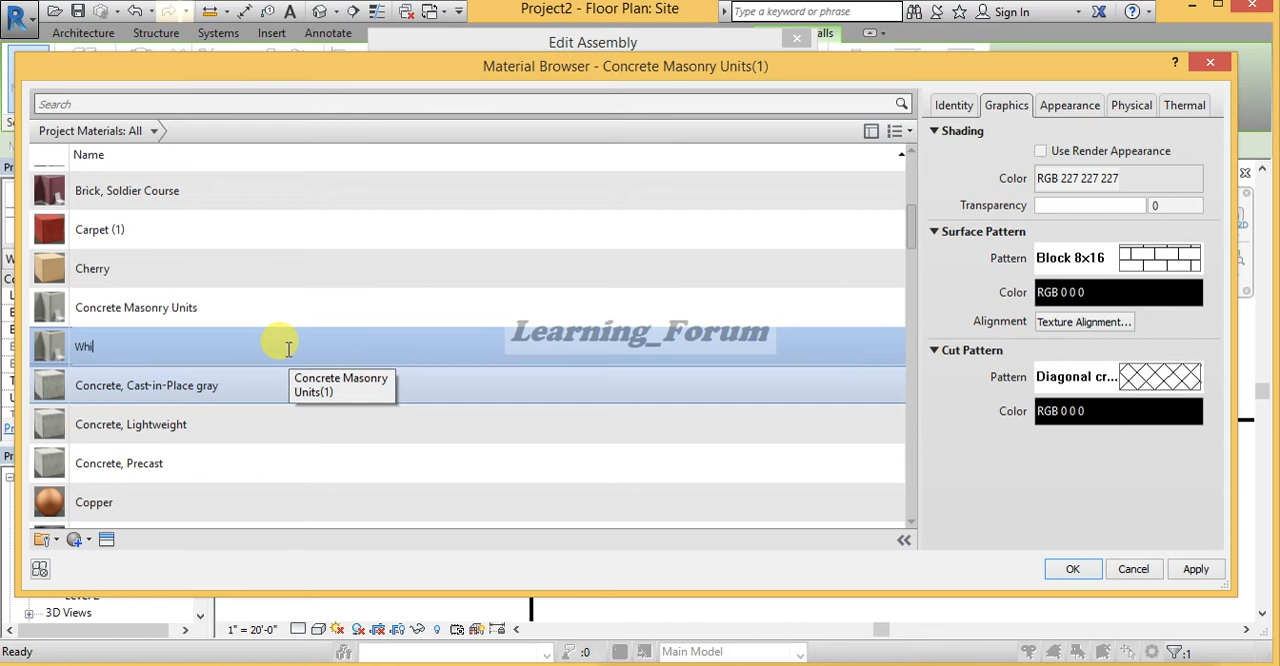 Project2 - Floor Plan: Site
Type a keyword or phrase
Sign In
Architecture
Structure
Systems
Insert
Annotate
Edit Assembly
alls
Material Browser - Concrete Masonry Units(1)
Search
Project Materials: All
Name
Brick, Soldier Course
Carpet (1)
Cherry
Concrete Masonry Units
Whi
Concrete, Cast-in-Place gray
Concrete Masonry
Units(1)
Concrete, Lightweight
Concrete, Precast
Copper
Learning_Forum
Identity
Graphics
Appearance
Physical
Thermal
Shading
Use Render Appearance
Color
RGB 227 227 227
Transparency
0
Surface Pattern
Pattern
Block 8x16
Color
RGB 0 0 0
Alignment
Texture Alignment...
Cut Pattern
Pattern
Diagonal cr...
Color
RGB 0 0 0
OK
Cancel
Apply
3D Views
1" = 20'-0"
Ready
:0
Main Model
:1